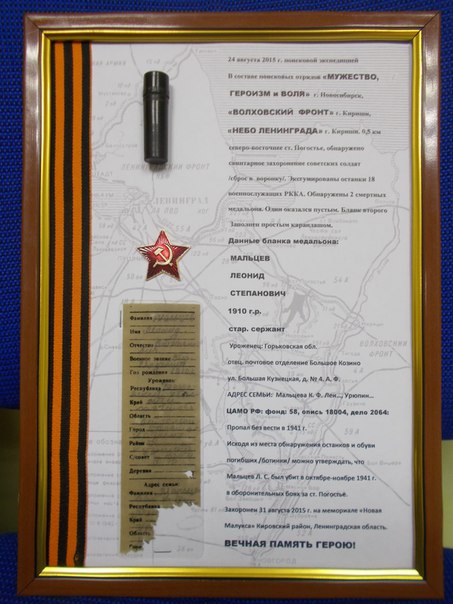 24 августа 2015 г. поисковой экспедицией
В составе поисковых отрядов «МУЖЕСТВО,
ГЕРОИЗМ и ВОЛЯ» г. Новосибирск,
«ВОЛХОВСКИЙ ФРОНТ» г. Кириши,
«НЕБО ЛЕНИНГРАДА» г. Кириши. 0,5 км
северо-восточнее ст. Погостье, обнаружено
санитарное захоронение советских солдат
/сброс в воронку/. Эксгумированы останки 18
военнослужащих РККА. Обнаружены 2 смертных
медальона. Один оказался пустым. Бланк второго
Заполнен простым карандашом.
Данные бланка медальона:
МАЛЬЦЕВ
ЛЕОНИД
СТЕПАНОВИЧ
1910 г.р.
стар. сержант
Уроженец: Горьковская обл.
отец, почтовое отделение Большое Козино
ул. Большая Кузнецкая, д. № 4. А. Ф.
АДРЕС СЕМЬИ: Мальцева К. Ф. Лен., Урюпин...
ЦАМО РФ: фонд: 58, опись 18004, дело 2064:
Пропал без вести в 1941 г.
Исходя из места обнаружения останков и обуви
погибших /ботинки/ можно утверждать, что
Мальцев Л. С. был убит в октябре-ноябре 1941 г.
в оборонительных боях за ст. Погостье.
Захоронен 31 августа 2015 г. на мемориале «Новая
Малукса» Кировский район, Ленинградская область.
ВЕЧНАЯ ПАМЯТЬ ГЕРОЮ!
Фамилия
Имя
Отчество
Военное звание
Год рождения
Уроженец:
Республика
Край
Область
Город
Район
С,совет
Деревня
Адрес семьи
Фамилия
Республика
Край
Область
ЛЕНИНГРАД
ВОЛХОВСКИЙ
ФРОНТ